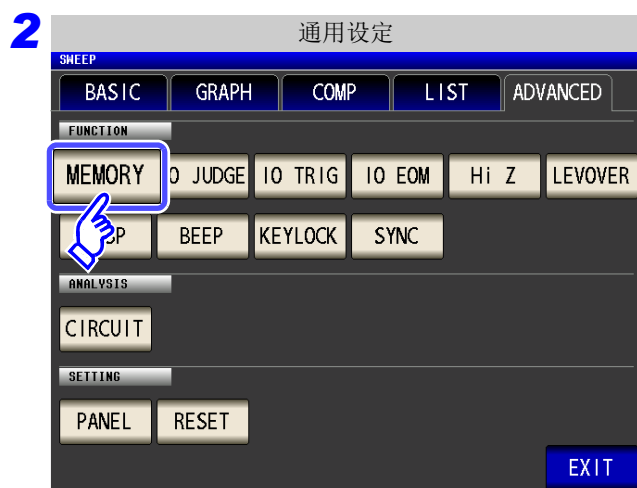 2
通用设定
SWEEP
BASIC GRAPH COMP LIST ADVANCED
FUNCTION
MEMORY O JUDGE IO TRIG IO EOM Hi Z LEVOVER
SP BEEP KEYLOCK SYNC
ANALYSIS
CIRCUIT
SETTING
PANEL RESET
EXIT